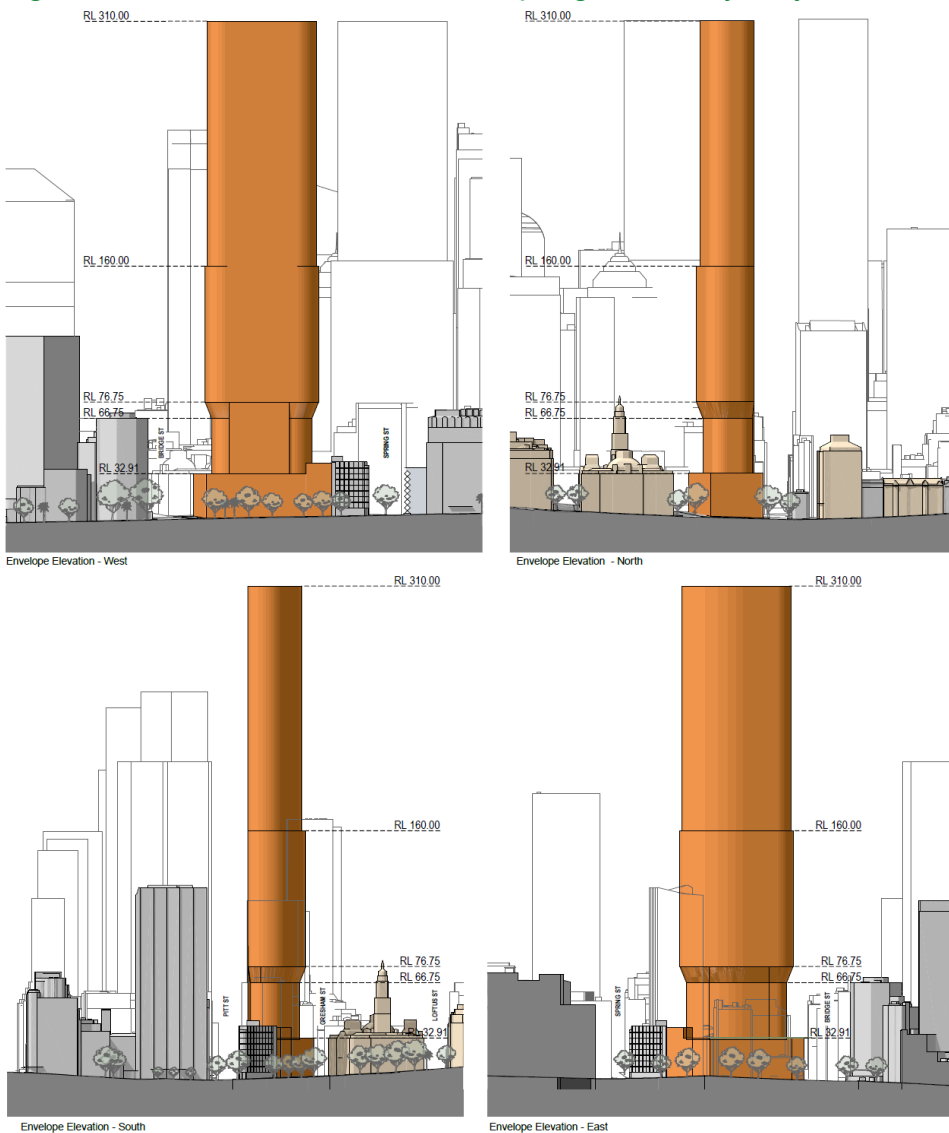 RL 310.00
RL 160.00
RL 76.75
RL 66.75
BRIDGE ST
SPRING ST
RL 32.91
Envelope Elevation - West
RL 310.00
RL 160.00
RL 76.75
RL 66.75
RL 32.91
Envelope Elevation - North
RL 310.00
RL 160.00
RL 76.75
RL 66.75
PITT ST
GRESHAM ST
LOFTUS ST
RL 32.91
Envelope Elevation - South
RL 310.00
RL 160.00
RL 76.75
RL 66.75
SPRING ST
BRIDGE ST
RL 32.91
Envelope Elevation - East